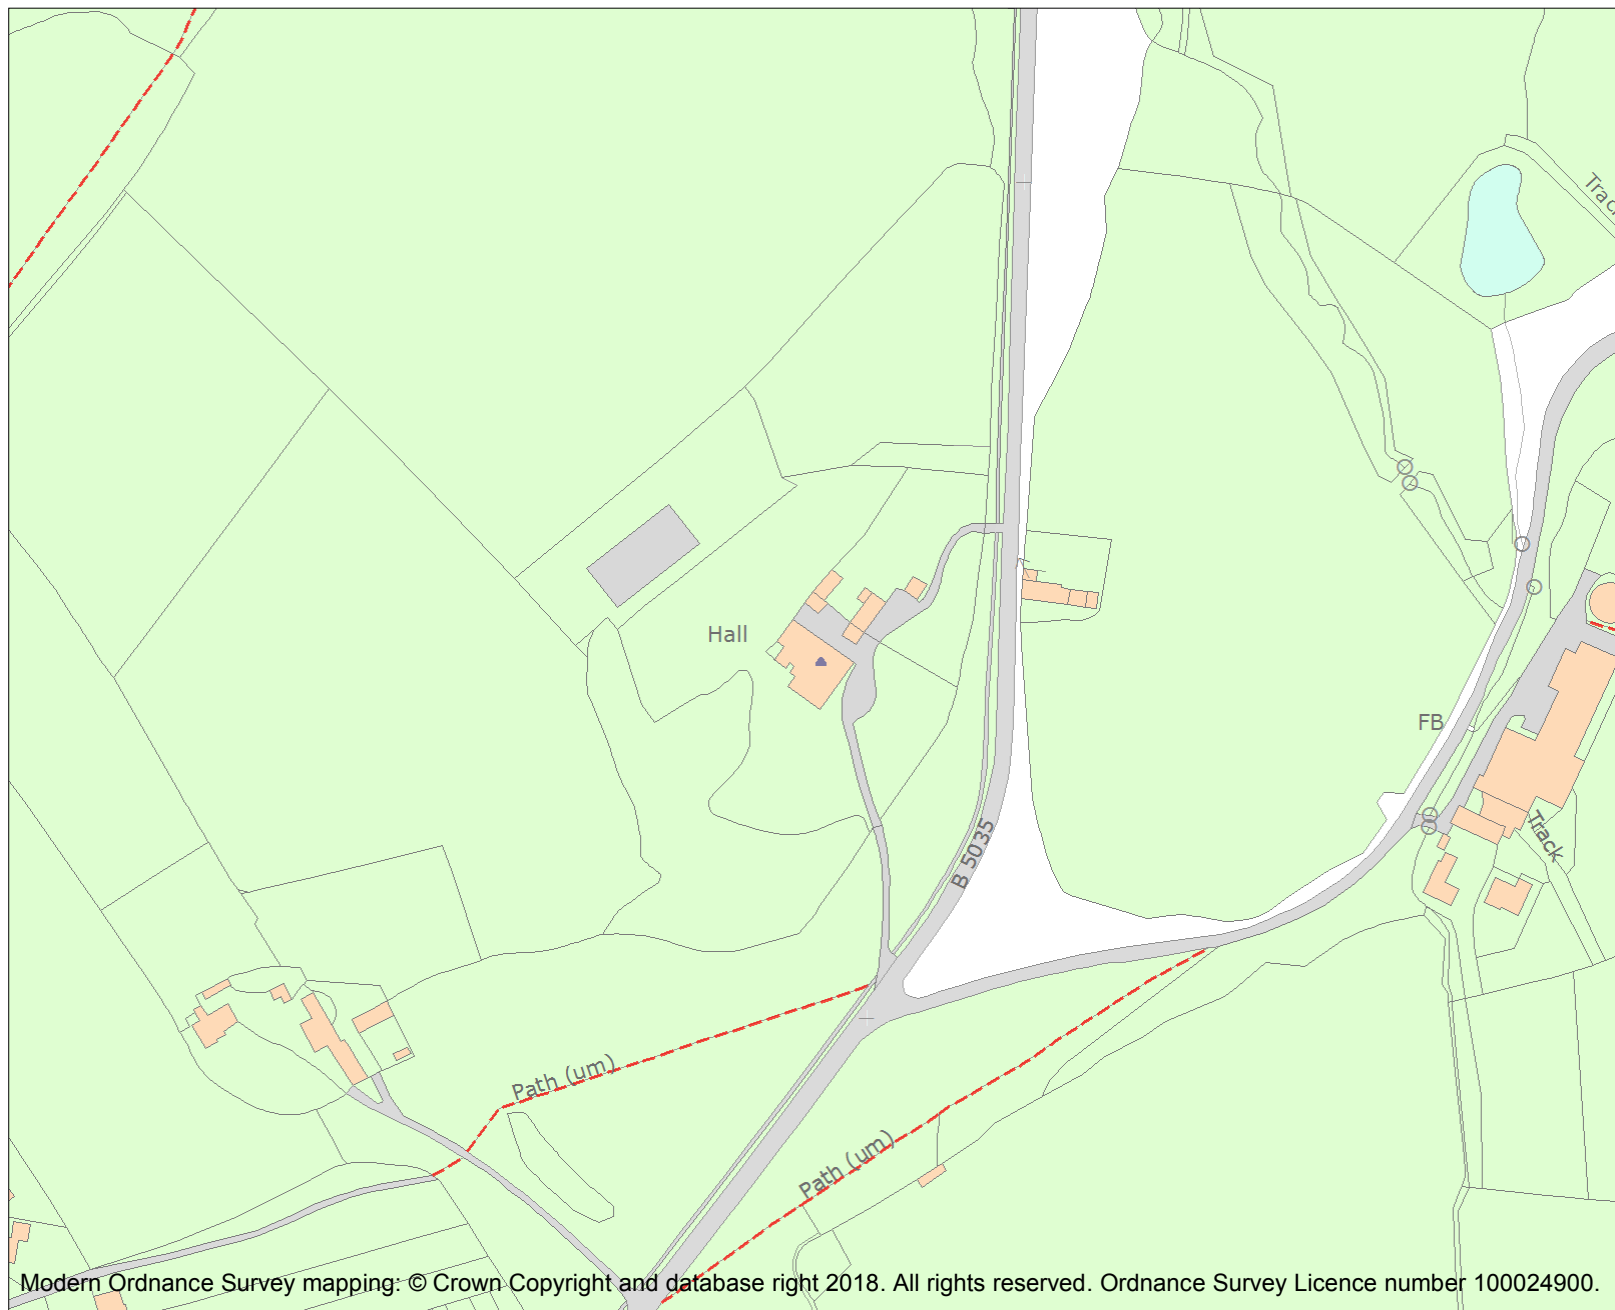 Hall
FB
B 5035
Track
Path (um)
Path (um)
Modern Ordnance Survey mapping: © Crown Copyright and database right 2018. All rights reserved. Ordnance Survey Licence number 100024900.